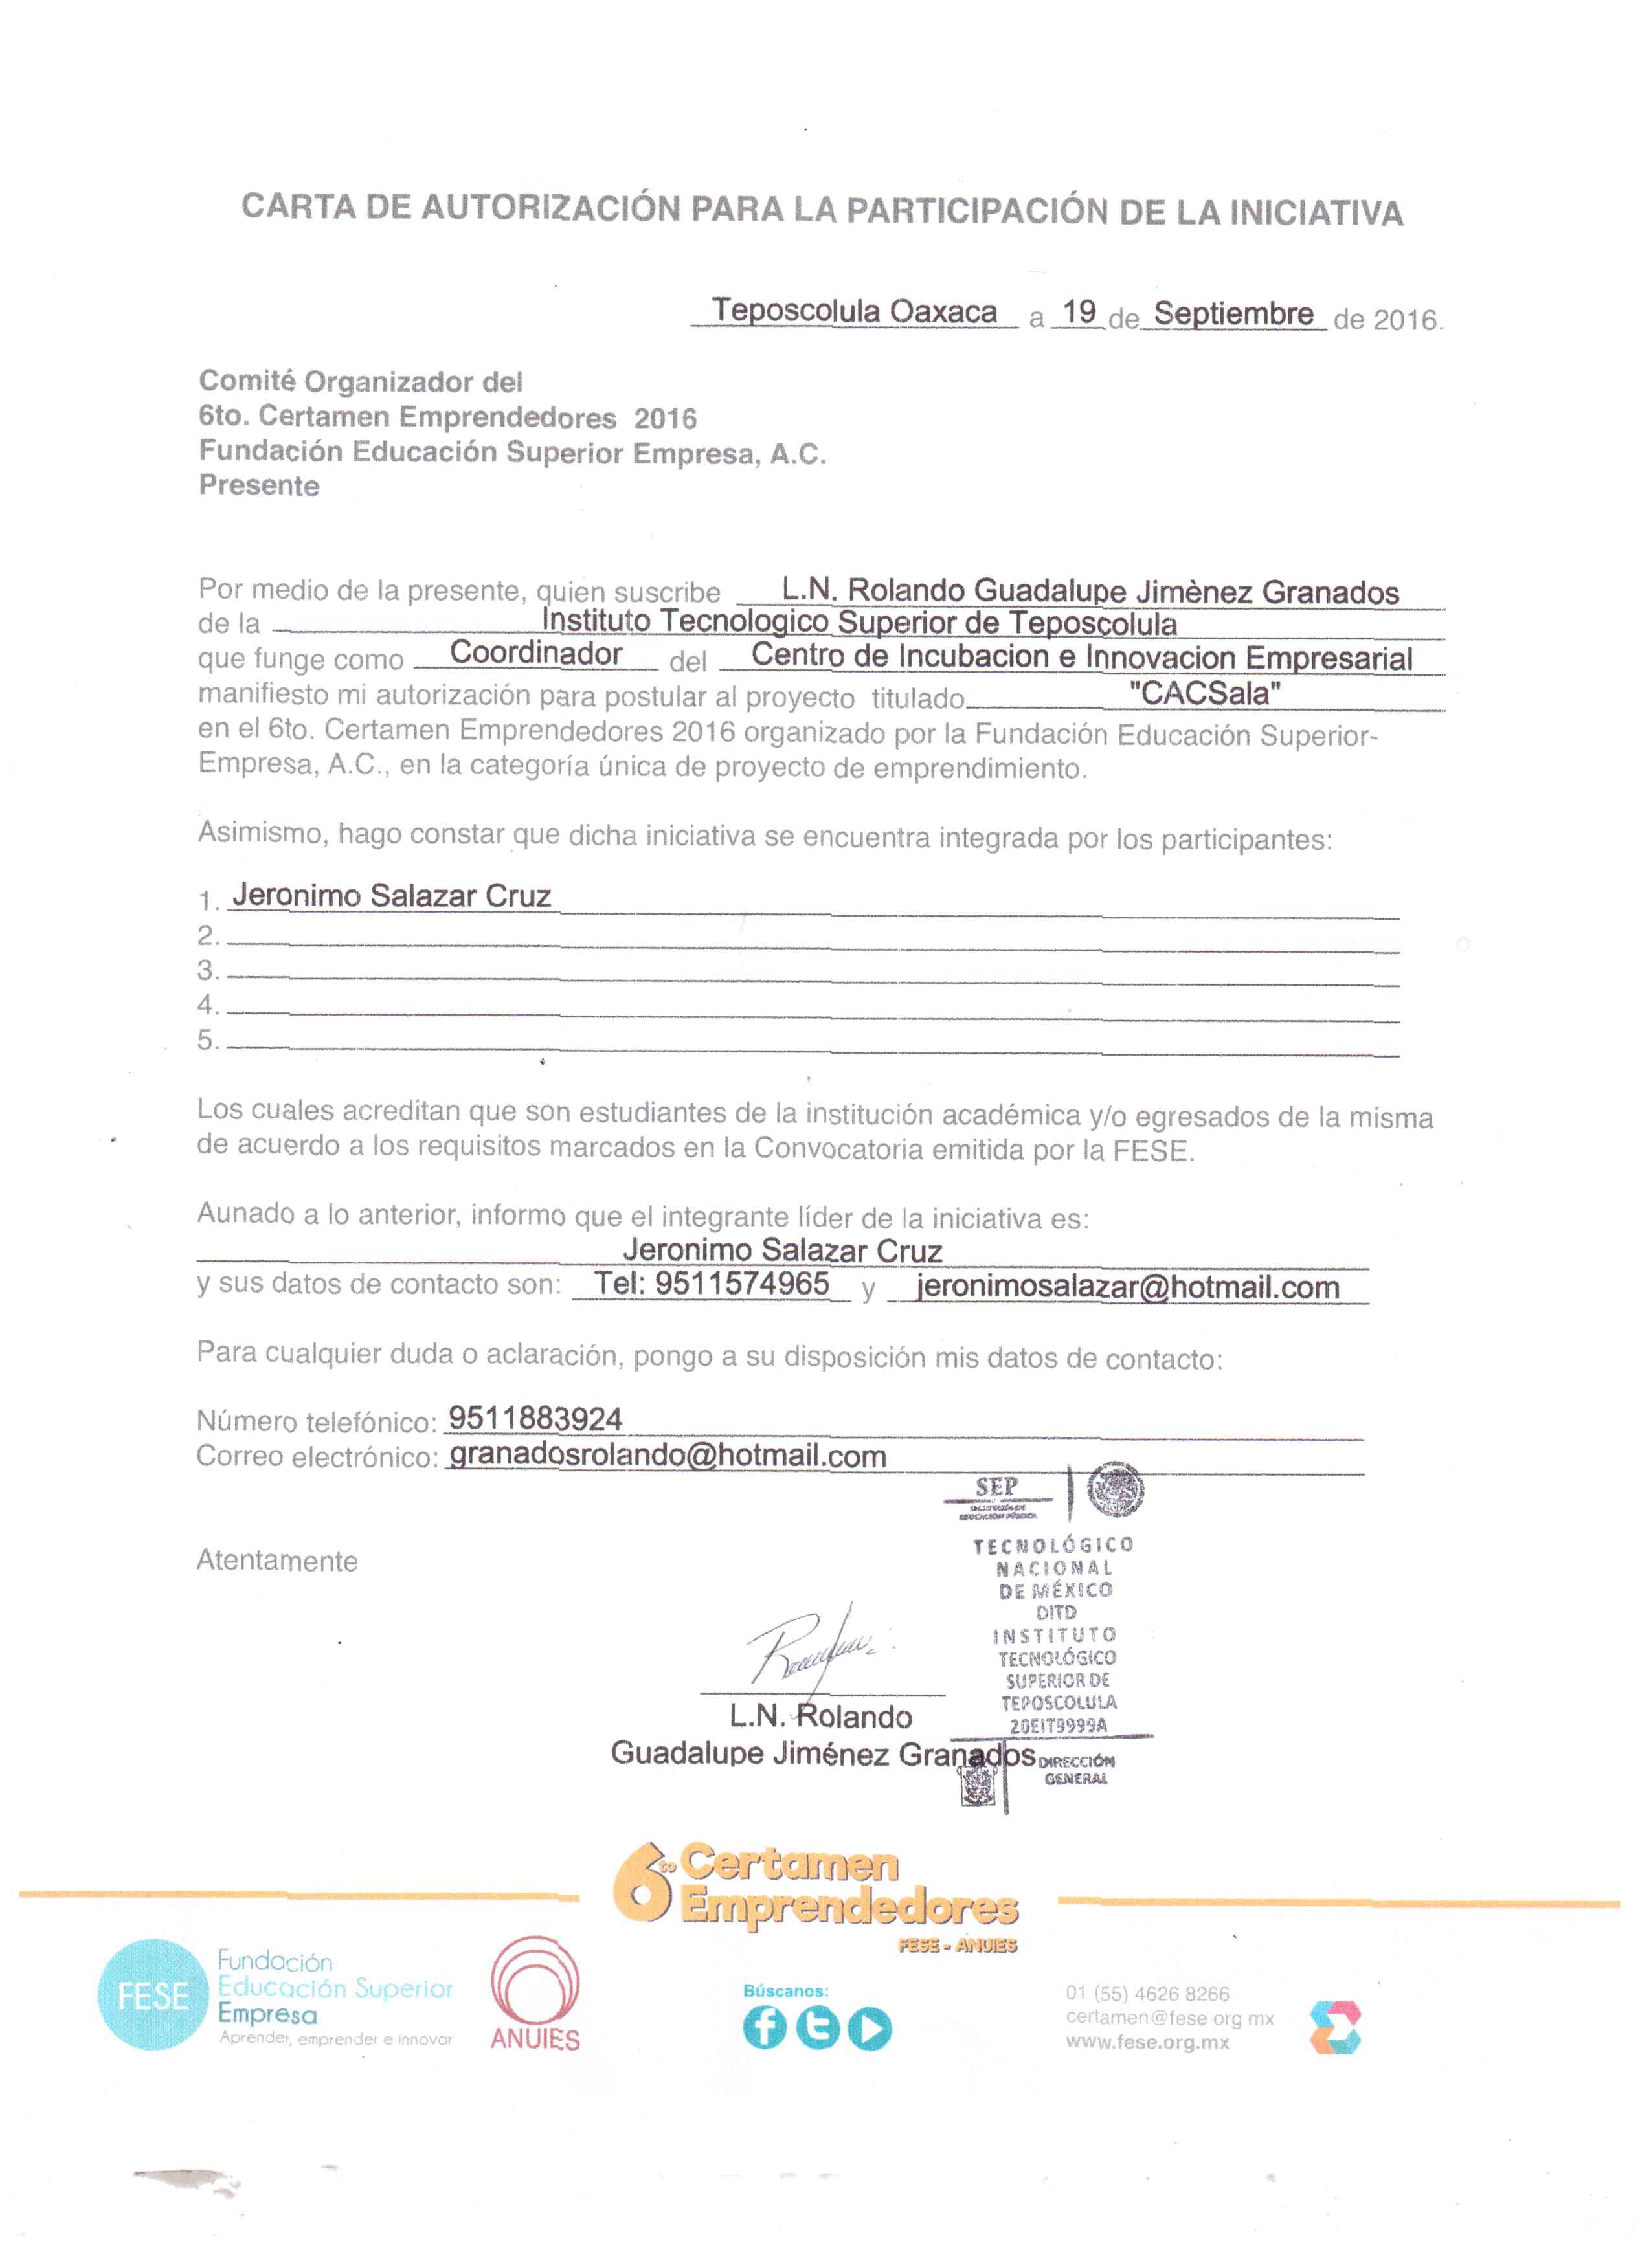 CARTA DE AUTORIZACIÓN PARA LA PARTICIPACIÓN DE LA INICIATIVA
Teposcolula Oaxaca a 19 de Septiembre de 2016.
Comité Organizador del
6to. Certamen Emprendedores 2016
Fundación Educación Superior Empresa, A.C.
Presente
Por medio de la presente, quien suscribe L.N. Rolando Guadalupe Jimènez Granados
de la Instituto Tecnologico Superior de Teposcolula
que funge como Coordinador del Centro de Incubacion e Innovacion Empresarial
manifiesto mi autorización para postular al proyecto titulado "CACSala"
en el 6to. Certamen Emprendedores 2016 organizado por la Fundación Educación Superior-
Empresa, A.C., en la categoría única de proyecto de emprendimiento.
Asimismo, hago constar que dicha iniciativa se encuentra integrada por los participantes:
1. Jeronimo Salazar Cruz
2.
3.
4.
5.
Los cuales acreditan que son estudiantes de la institución académica y/o egresados de la misma
de acuerdo a los requisitos marcados en la Convocatoria emitida por la FESE.
Aunado a lo anterior, informo que el integrante líder de la iniciativa es:
Jeronimo Salazar Cruz
y sus datos de contacto son: Tel: 9511574965 y jeronimosalazar@hotmail.com
Para cualquier duda o aclaración, pongo a su disposición mis datos de contacto:
Número telefónico: 9511883924
Correo electrónico: granadosrolando@hotmail.com
SEP
SECRETARÍA DE
EDUCACIÓN PÚBLICA
Atentamente
TECNOLÓGICO
NACIONAL
DE MÉXICO
DITD
INSTITUTO
TECNOLÓGICO
SUPERIOR DE
TEPOSCOLULA
20EIT9999A
DIRECCIÓN
GENERAL
L.N. Rolando
Guadalupe Jiménez Granados
6to Certamen
Emprendedores
FESE - ANUIES
FESE
Fundación
Educación Superior
Empresa
Aprender, emprender e innovar
ANUIES
Búscanos:
01 (55) 4626 8266
certamen@fese org mx
www.fese.org.mx